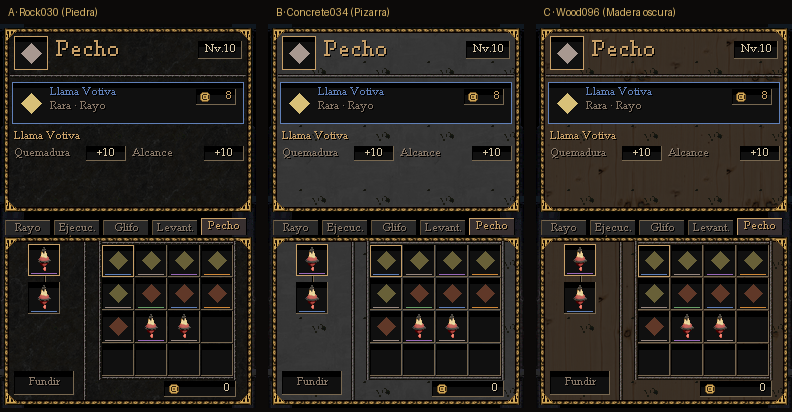 A·Rock030 (Piedra)
Pecho
Nv.10
Llama Votiva
8
Rara · Rayo
Llama Votiva
Quemadura +10 Alcance +10
Rayo Ejecuc. Glifo Levant. Pecho
Fundir
0
B·Concrete034 (Pizarra)
Pecho
Nv.10
Llama Votiva
8
Rara · Rayo
Llama Votiva
Quemadura +10 Alcance +10
Rayo Ejecuc. Glifo Levant. Pecho
Fundir
0
C·Wood096 (Madera oscura)
Pecho
Nv.10
Llama Votiva
8
Rara · Rayo
Llama Votiva
Quemadura +10 Alcance +10
Rayo Ejecuc. Glifo Levant. Pecho
Fundir
0